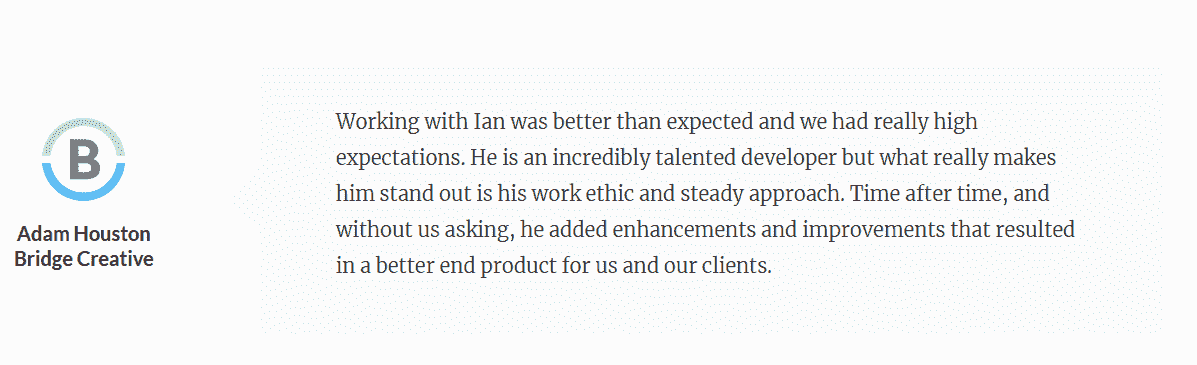 B
Adam Houston
Bridge Creative
Working with Ian was better than expected and we had really high
expectations. He is an incredibly talented developer but what really makes
him stand out is his work ethic and steady approach. Time after time, and
without us asking, he added enhancements and improvements that resulted
in a better end product for us and our clients.